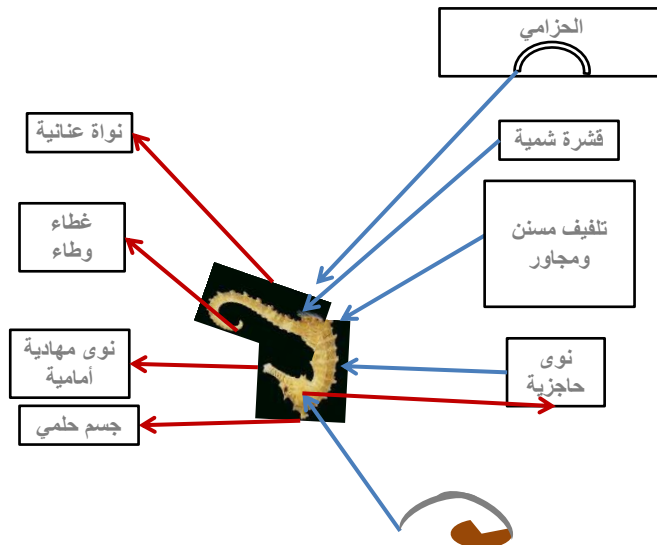 الحزامي
قشرة شمية
تلفيف مسنن
ومجاور
نوى
حاجزية
نواة عنانية
غطاء
وطاء
نوى مهادية
أمامية
جسم حلمي